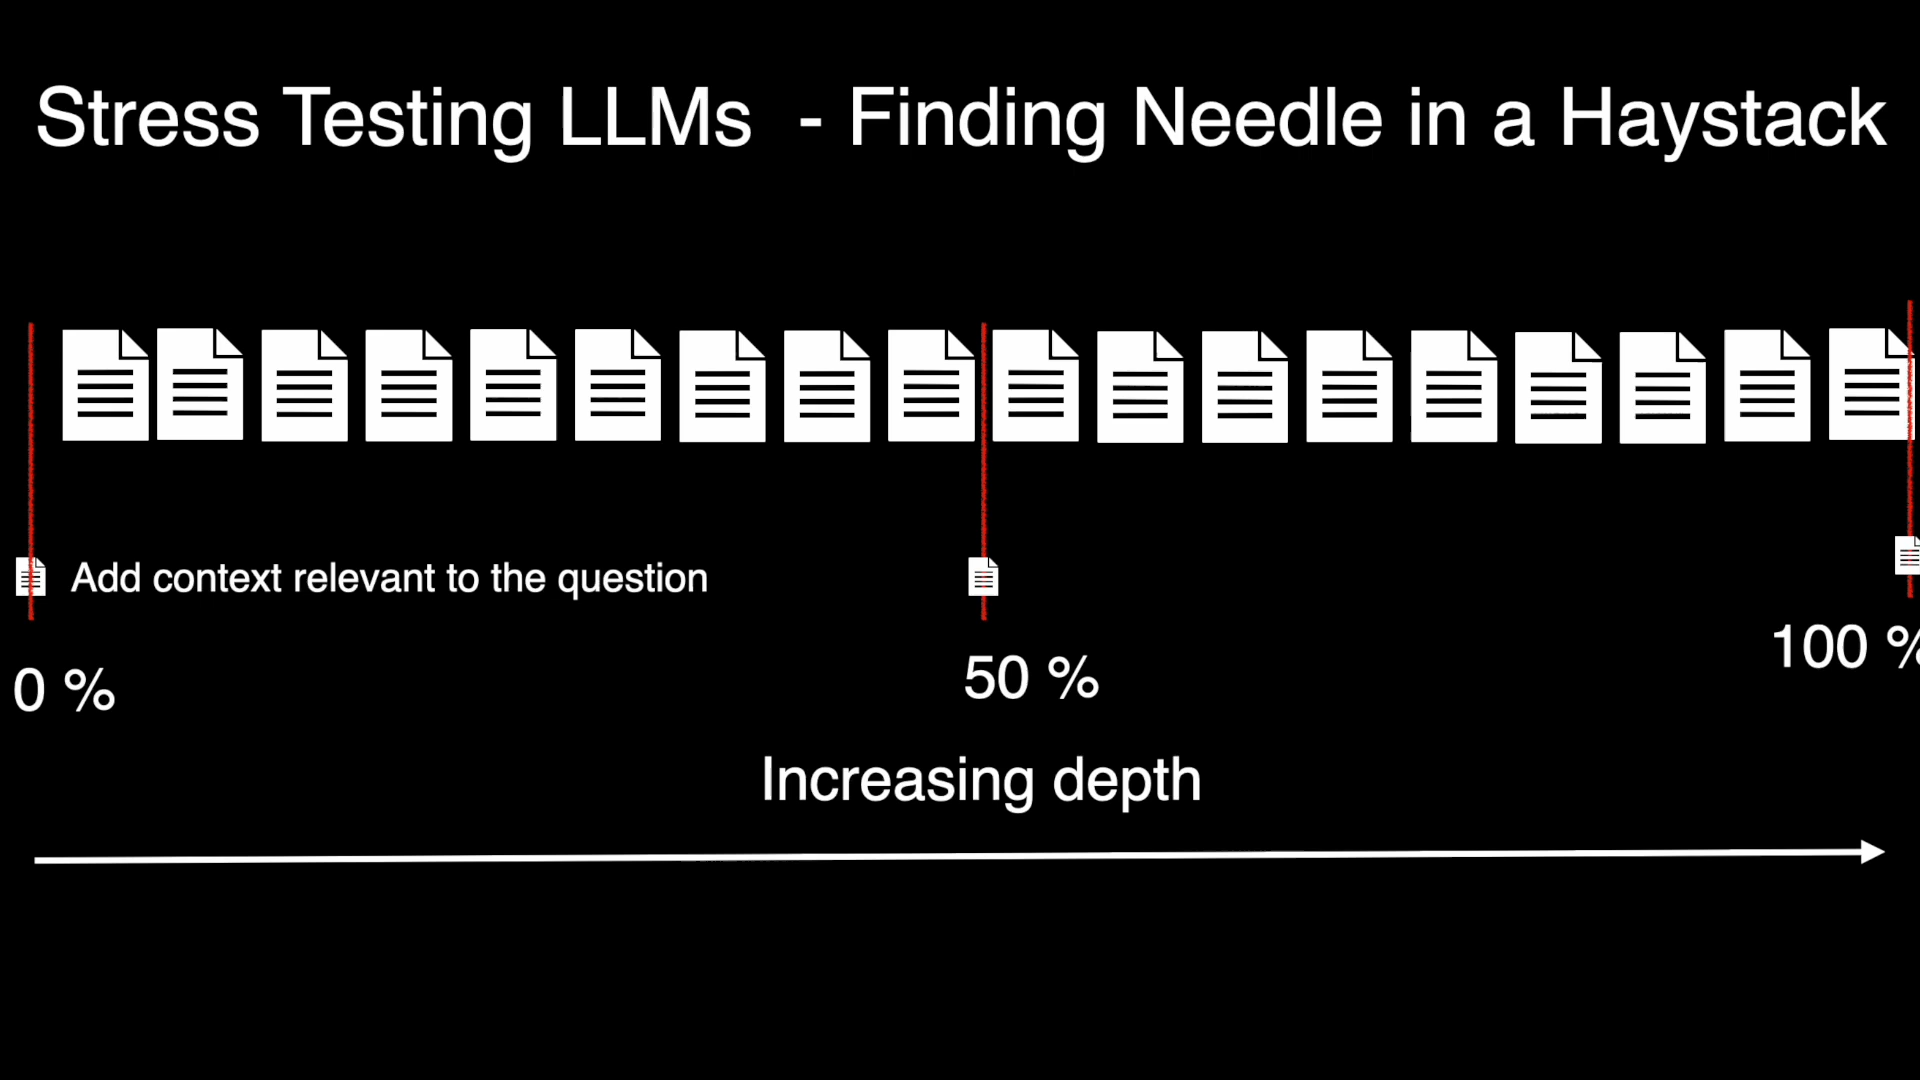 Stress Testing LLMs - Finding Needle in a Haystack
Add context relevant to the question
0 %
50 %
100 %
Increasing depth